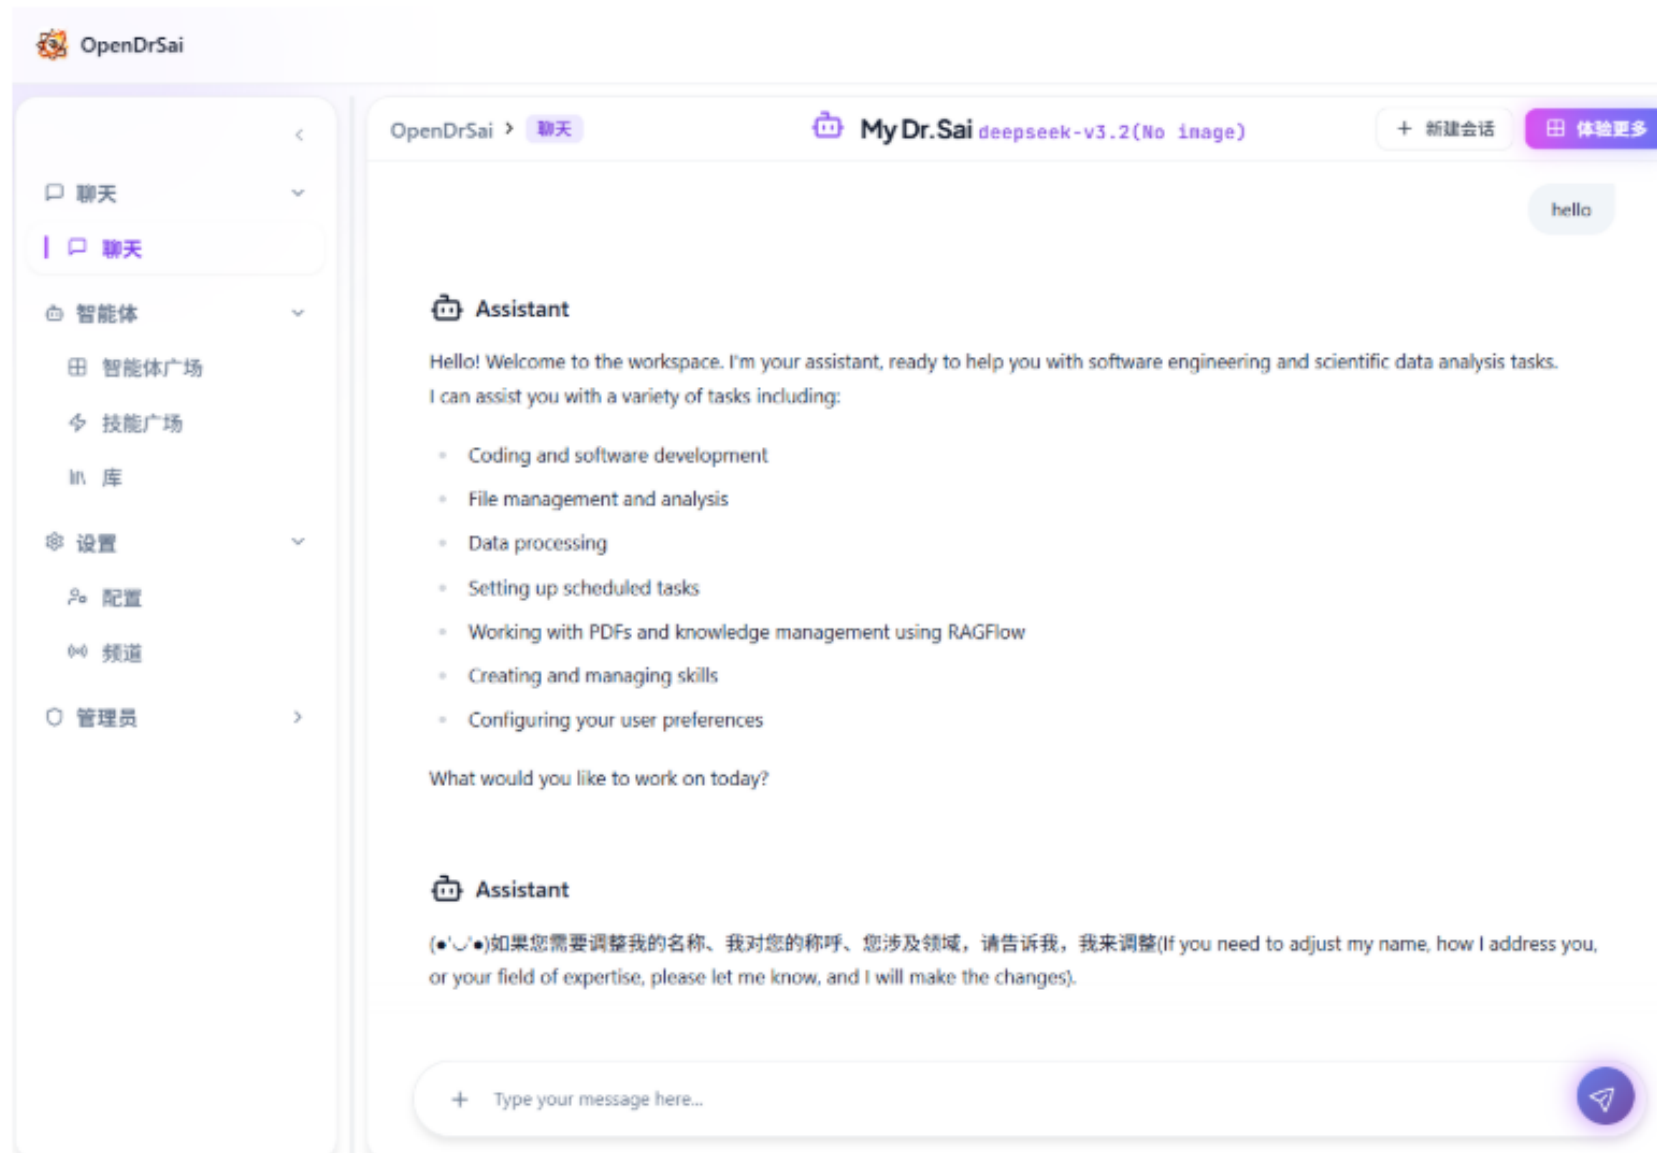 OpenDrSai
聊天
聊天
智能体
智能体广场
技能广场
库
设置
配置
频道
管理员
OpenDrSai > 聊天
My Dr.Sai deepseek-v3.2(No image)
+ 新建会话
体验更多
hello
Assistant
Hello! Welcome to the workspace. I'm your assistant, ready to help you with software engineering and scientific data analysis tasks.
I can assist you with a variety of tasks including:
Coding and software development
File management and analysis
Data processing
Setting up scheduled tasks
Working with PDFs and knowledge management using RAGFlow
Creating and managing skills
Configuring your user preferences
What would you like to work on today?
Assistant
(●'◡'●)如果您需要调整我的名称、我对您的称呼、您涉及领域，请告诉我，我来调整(If you need to adjust my name, how I address you,
or your field of expertise, please let me know, and I will make the changes).
+ Type your message here...